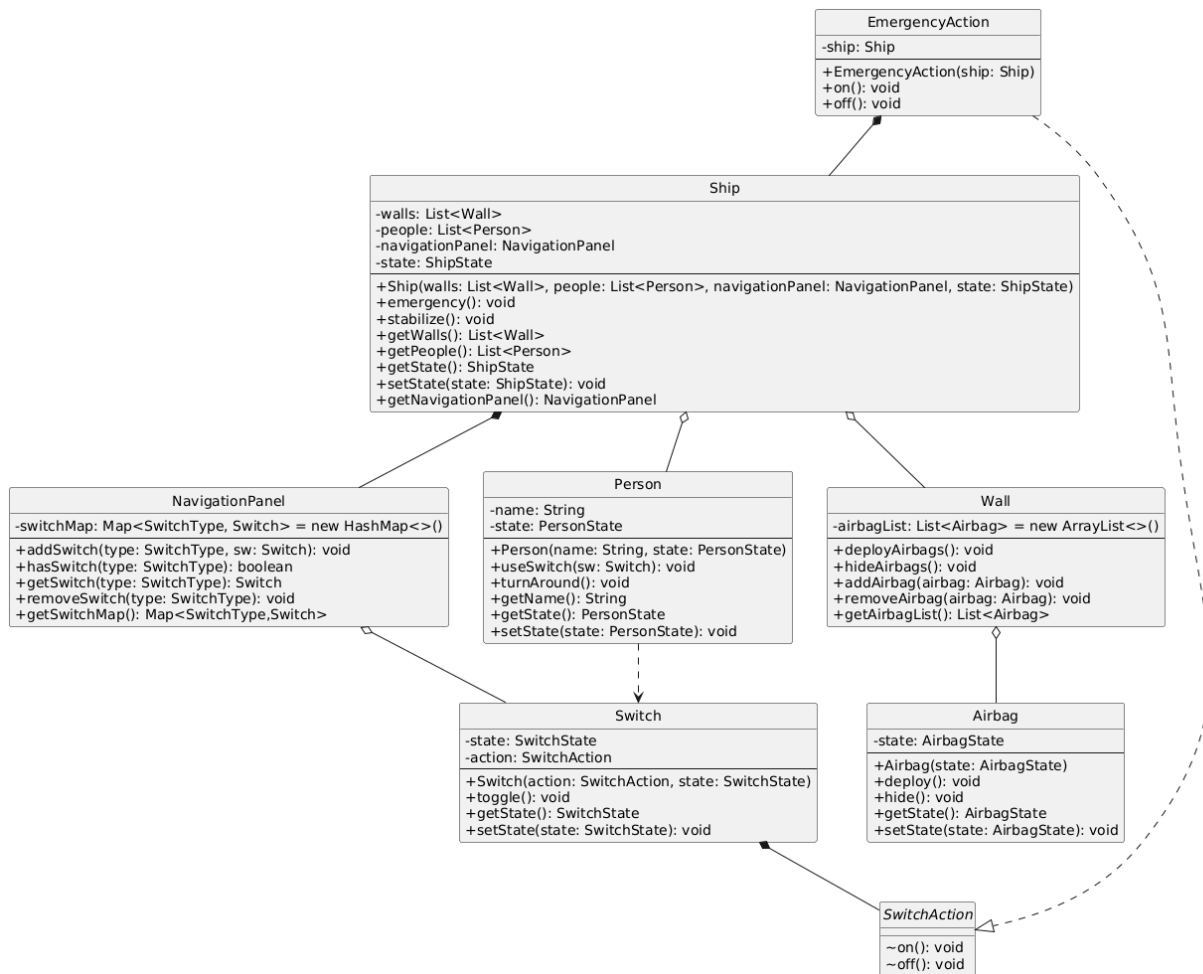 EmergencyAction
-ship: Ship
+EmergencyAction(ship: Ship)
+on(): void
+off(): void
Ship
-walls: List<Wall>
-people: List<Person>
-navigationPanel: NavigationPanel
-state: ShipState
+Ship(walls: List<Wall>, people: List<Person>, navigationPanel: NavigationPanel, state: ShipState)
+emergency(): void
+stabilize(): void
+getWalls(): List<Wall>
+getPeople(): List<Person>
+getState(): ShipState
+setState(state: ShipState): void
+getNavigationPanel(): NavigationPanel
NavigationPanel
-switchMap: Map<SwitchType, Switch> = new HashMap<>()
+addSwitch(type: SwitchType, sw: Switch): void
+hasSwitch(type: SwitchType): boolean
+getSwitch(type: SwitchType): Switch
+removeSwitch(type: SwitchType): void
+getSwitchMap(): Map<SwitchType,Switch>
Person
-name: String
-state: PersonState
+Person(name: String, state: PersonState)
+useSwitch(sw: Switch): void
+turnAround(): void
+getName(): String
+getState(): PersonState
+setState(state: PersonState): void
Wall
-airbagList: List<Airbag> = new ArrayList<>()
+deployAirbags(): void
+hideAirbags(): void
+addAirbag(airbag: Airbag): void
+removeAirbag(airbag: Airbag): void
+getAirbagList(): List<Airbag>
Switch
-state: SwitchState
-action: SwitchAction
+Switch(action: SwitchAction, state: SwitchState)
+toggle(): void
+getState(): SwitchState
+setState(state: SwitchState): void
Airbag
-state: AirbagState
+Airbag(state: AirbagState)
+deploy(): void
+hide(): void
+getState(): AirbagState
+setState(state: AirbagState): void
SwitchAction
~on(): void
~off(): void